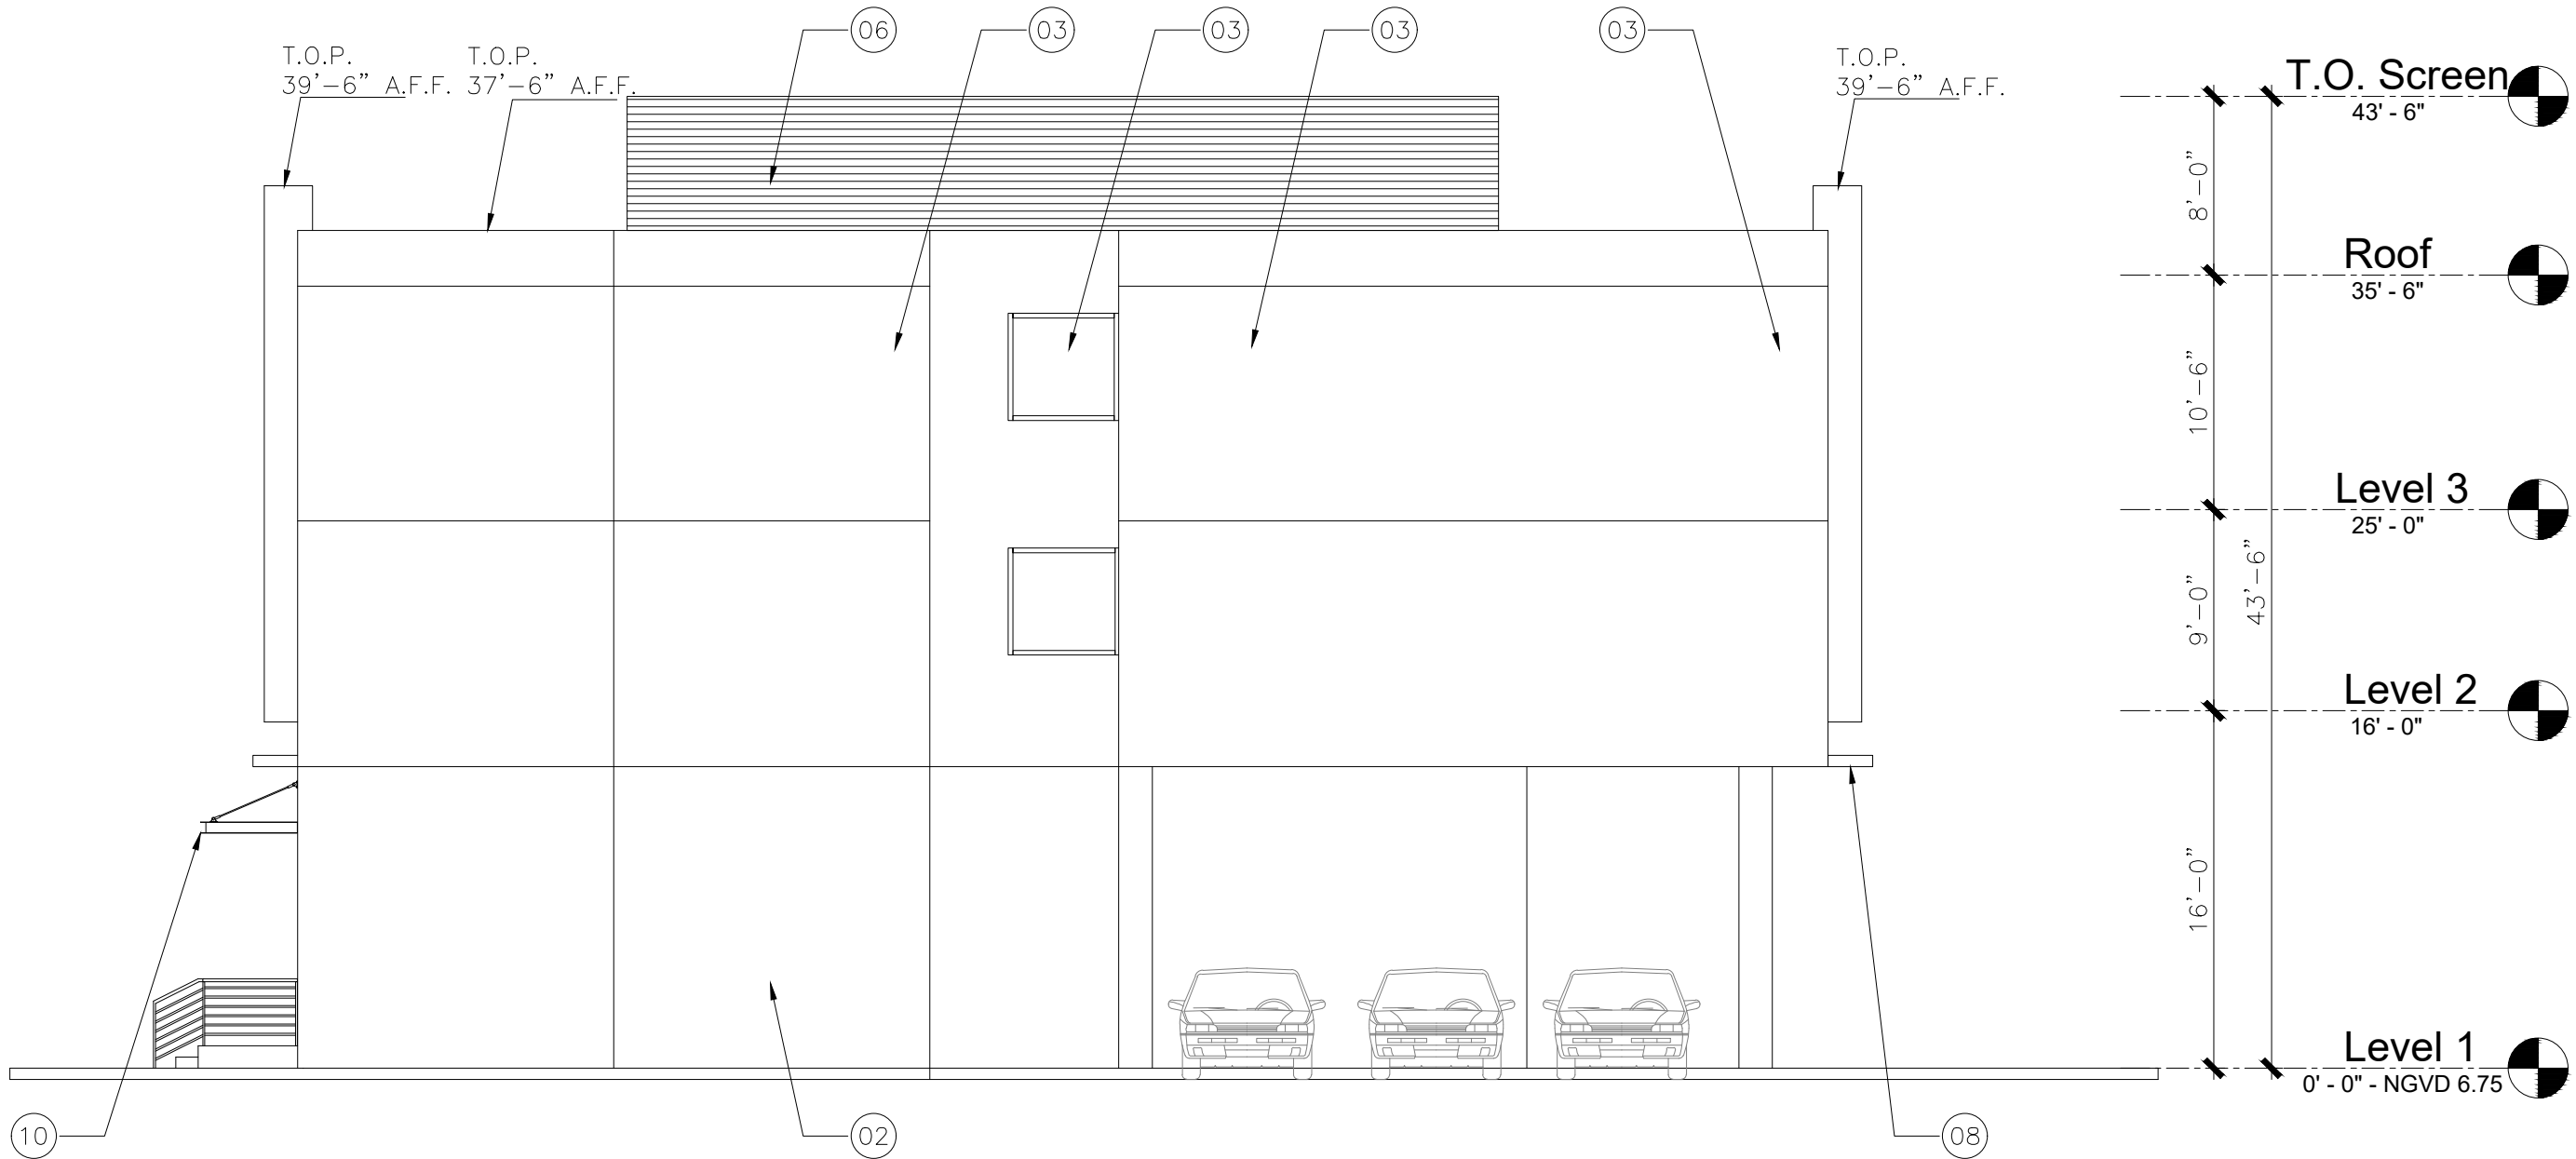 06
03
03
03
03
T.O.P.
39'-6" A.F.F.
T.O.P.
37'-6" A.F.F.
T.O.P.
39'-6" A.F.F.
T.O. Screen
43' - 6"
8'-0"
Roof
35' - 6"
10'-6"
Level 3
25' - 0"
9'-0"
43'-6"
Level 2
16' - 0"
16'-0"
Level 1
0' - 0" - NGVD 6.75
10
02
08